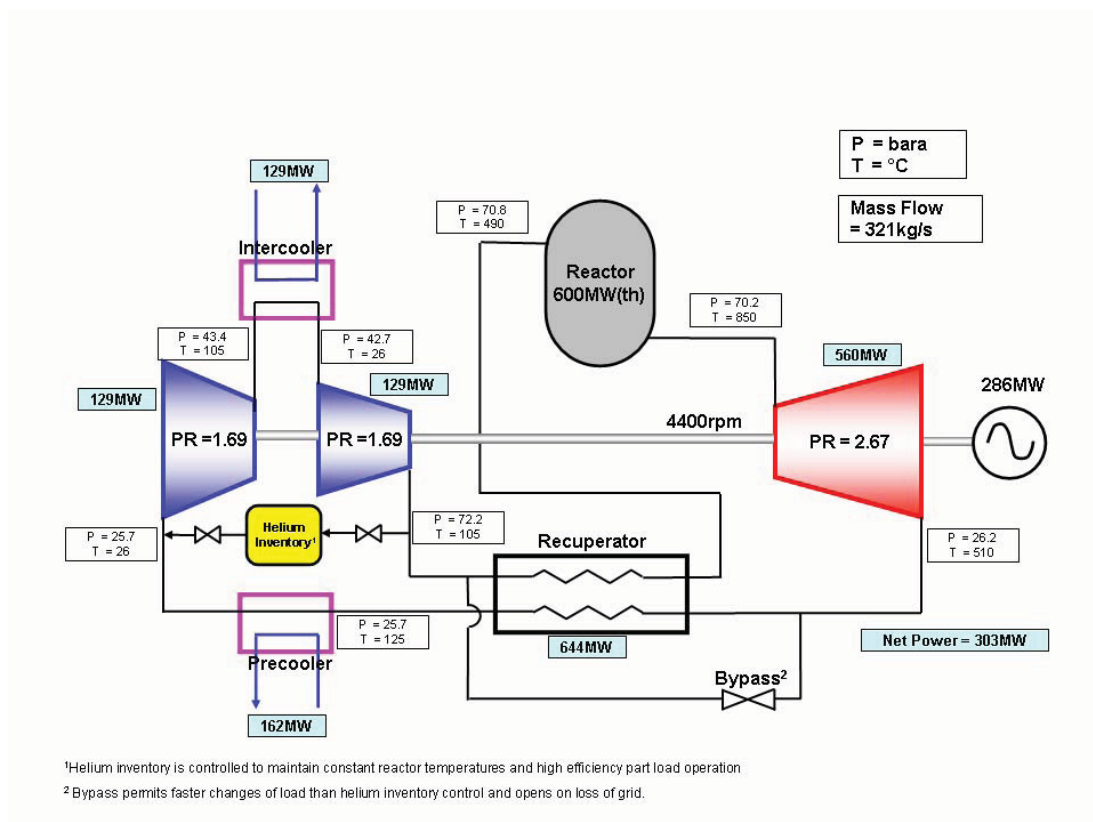 P = bara
T = °C
Mass Flow
= 321kg/s
129MW
Intercooler
P = 70.8
T = 490
Reactor
600MW(th)
P = 70.2
T = 850
P = 43.4
T = 105
P = 42.7
T = 26
560MW
129MW
129MW
286MW
PR =1.69
PR =1.69
4400rpm
PR = 2.67
P = 25.7
T = 26
Helium
Inventory¹
P = 72.2
T = 105
Recuperator
P = 26.2
T = 510
P = 25.7
T = 125
644MW
Net Power = 303MW
Precooler
Bypass²
162MW
¹Helium inventory is controlled to maintain constant reactor temperatures and high efficiency part load operation
² Bypass permits faster changes of load than helium inventory control and opens on loss of grid.